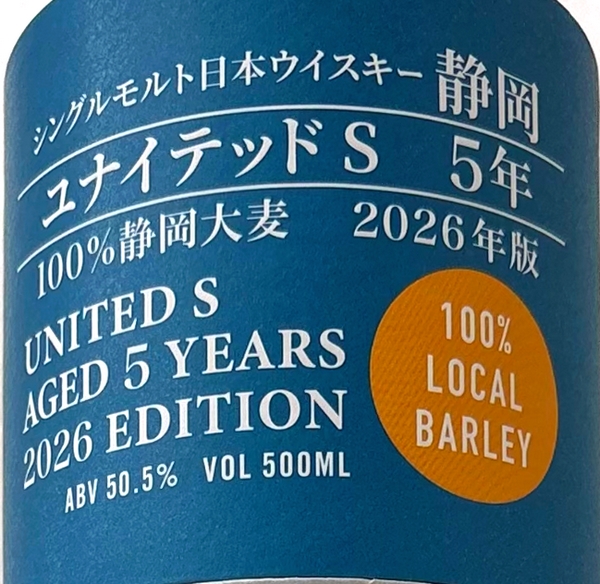 シングルモルト日本ウイスキー 静岡
ユナイテッド S 5年
100%静岡大麦 2026年版
UNITED S
AGED 5 YEARS
2026 EDITION
ABV 50.5% VOL 500ML
100%
LOCAL
BARLEY